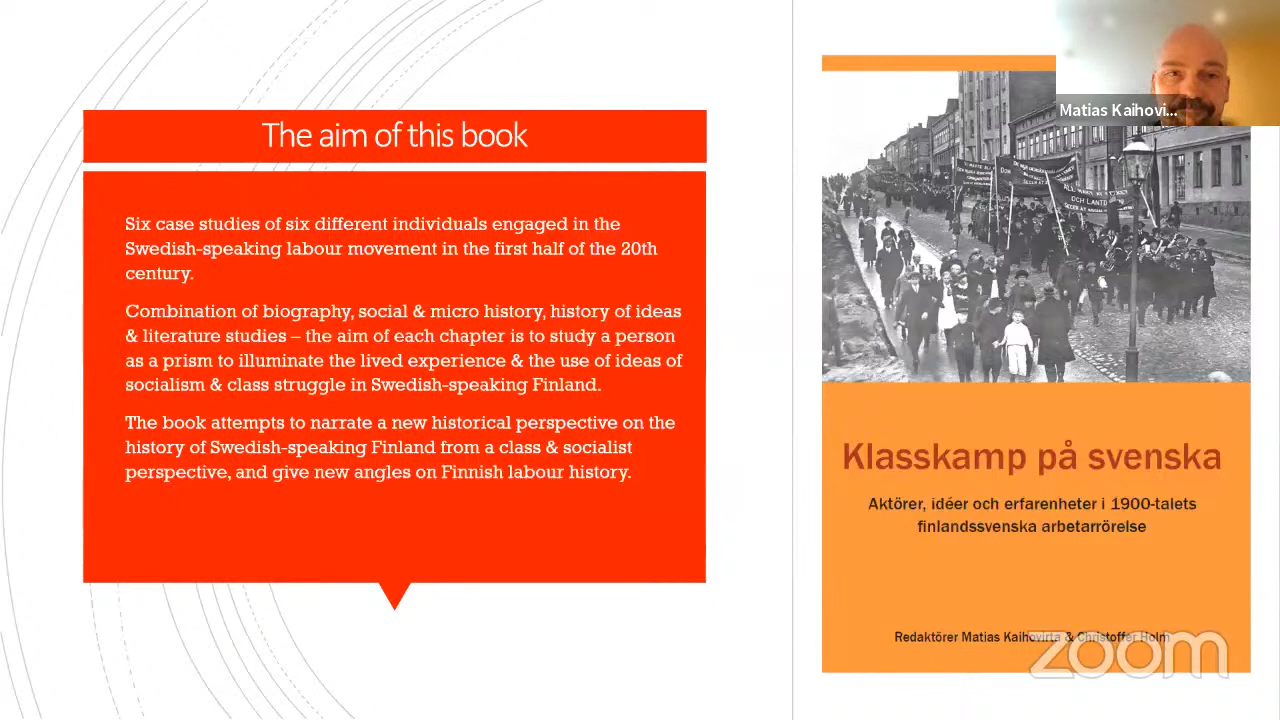 The aim of this book
Six case studies of six different individuals engaged in the
Swedish-speaking labour movement in the first half of the 20th
century.
Combination of biography, social & micro history, history of ideas
& literature studies – the aim of each chapter is to study a person
as a prism to illuminate the lived experience & the use of ideas of
socialism & class struggle in Swedish-speaking Finland.
The book attempts to narrate a new historical perspective on the
history of Swedish-speaking Finland from a class & socialist
perspective, and give new angles on Finnish labour history.
Matias Kaihovi...
OCH LANTD
Klasskamp på svenska
Aktörer, idéer och erfarenheter i 1900-talets
finlandssvenska arbetarrörelse
Redaktörer Matias Kaihovirta & Christoffer Holm
zoom